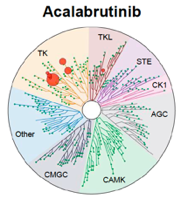 Acalabrutinib
TKL
TK
STE
CK1
AGC
Other
CMGC
CAMK